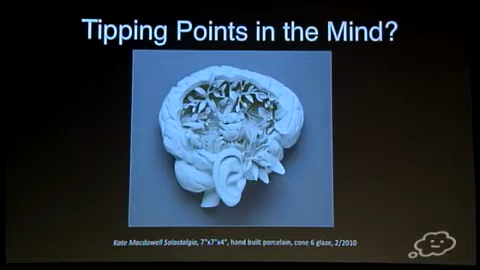 Tipping Points in the Mind?
Kate Macdowell Solastalgia, 7"x7"x4", hand built porcelain, cone 6 glaze, 2/2010